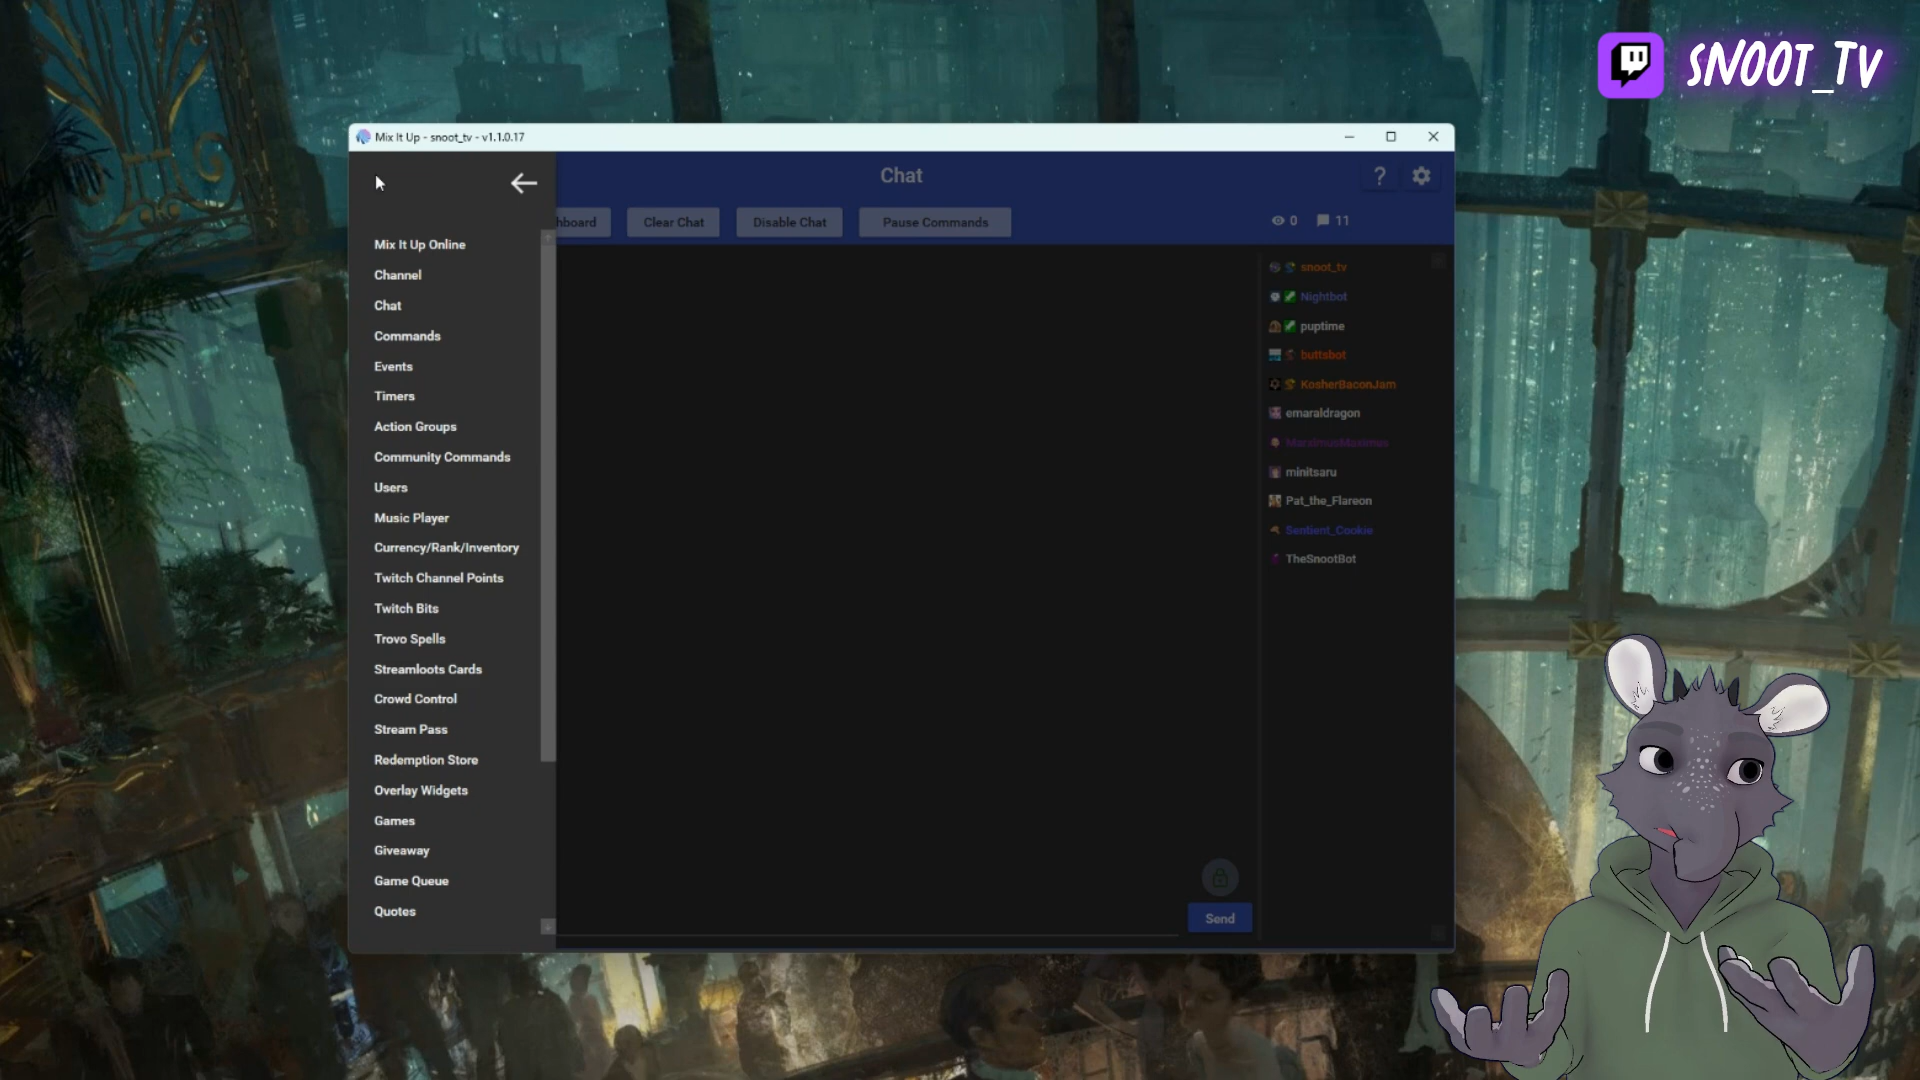 SNOOT_TV
Mix It Up - snoot_tv - v1.1.0.17
Chat
?
hboard
Clear Chat
Disable Chat
Pause Commands
0
11
Mix It Up Online
Channel
Chat
Commands
Events
Timers
Action Groups
Community Commands
Users
Music Player
Currency/Rank/Inventory
Twitch Channel Points
Twitch Bits
Trovo Spells
Streamloots Cards
Crowd Control
Stream Pass
Redemption Store
Overlay Widgets
Games
Giveaway
Game Queue
Quotes
snoot_tv
Nightbot
puptime
buttsbot
KosherBaconJam
emaraldragon
MarximusMaximus
minitsaru
Pat_the_Flareon
Sentient_Cookie
TheSnootBot
Send